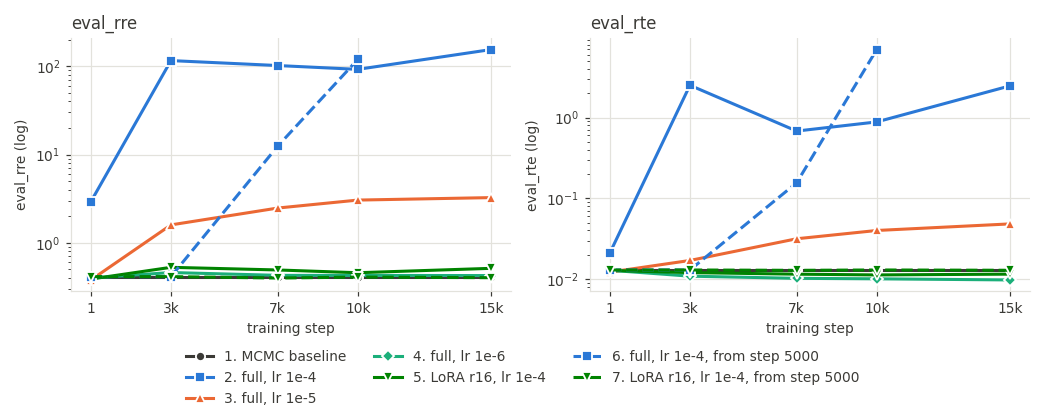 eval_rre
eval_rte
eval_rre (log)
10²
10¹
10⁰
1
3k
7k
10k
15k
training step
eval_rte (log)
10⁰
10⁻¹
10⁻²
1
3k
7k
10k
15k
training step
1. MCMC baseline
2. full, lr 1e-4
3. full, lr 1e-5
4. full, lr 1e-6
5. LoRA r16, lr 1e-4
6. full, lr 1e-4, from step 5000
7. LoRA r16, lr 1e-4, from step 5000